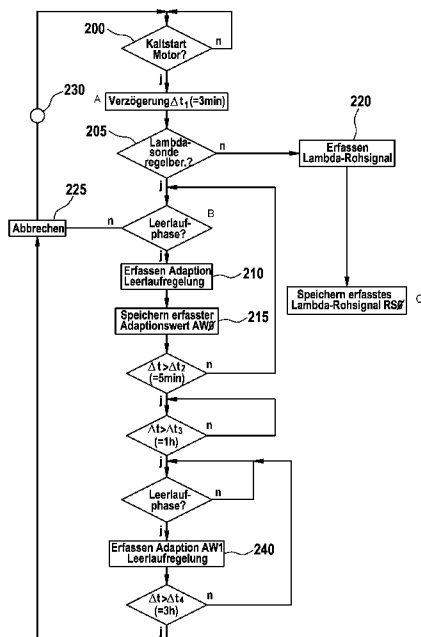 200
Kaltstart
Motor?
n
j
230
A
Verzögerung Δt1 (=3min)
205
220
Lambda-
sonde
regelber.?
n
Erfassen
Lambda-Rohsignal
j
225
Abbrechen
n
B
Leerlauf-
phase?
j
Erfassen Adaption
Leerlaufregelung
210
Speichern erfasstes
Lambda-Rohsignal RSØ
C
Speichern erfasster
Adaptionswert AWØ
215
Δt>Δt2
(=5min)
n
j
Δt>Δt3
(=1h)
n
j
Leerlauf-
phase?
n
j
Erfassen Adaption AW1
Leerlaufregelung
240
Δt>Δt4
(=3h)
n
j